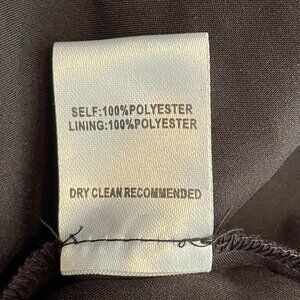 SELF:100%POLYESTER
LINING:100%POLYESTER
DRY CLEAN RECOMMENDED